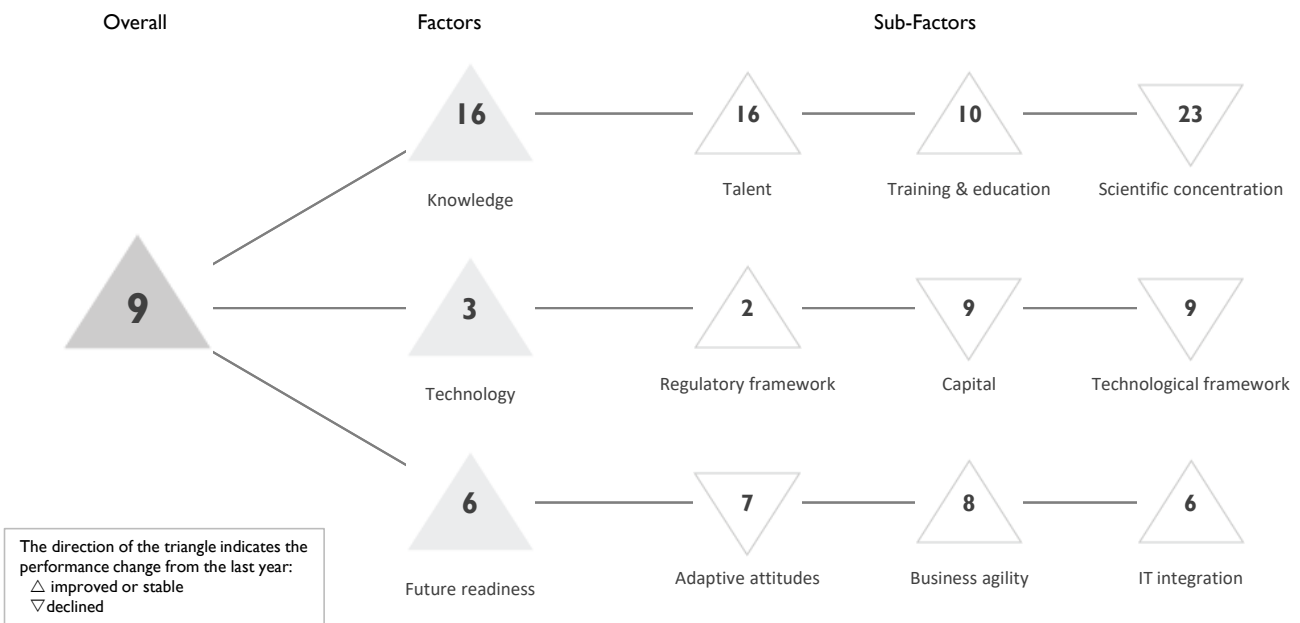 Overall Factors Sub-Factors
16 16 10 23
Knowledge Talent Training & education Scientific concentration
9
3 2 9 9
Technology Regulatory framework Capital Technological framework
6 7 8 6
Future readiness Adaptive attitudes Business agility IT integration
The direction of the triangle indicates the
performance change from the last year:
△ improved or stable
▽ declined